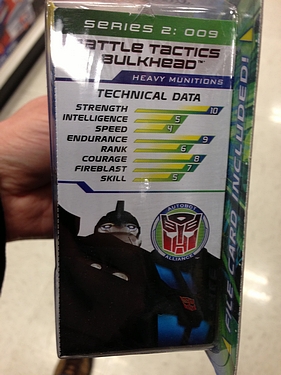 SERIES 2: 009
BATTLE TACTICS
BULKHEAD™
HEAVY MUNITIONS
TECHNICAL DATA
STRENGTH 10
INTELLIGENCE 5
SPEED 4
ENDURANCE 9
RANK 6
COURAGE 8
FIREBLAST 7
SKILL 5
AUTOBOT
ALLIANCE
FILE CARD INCLUDED!